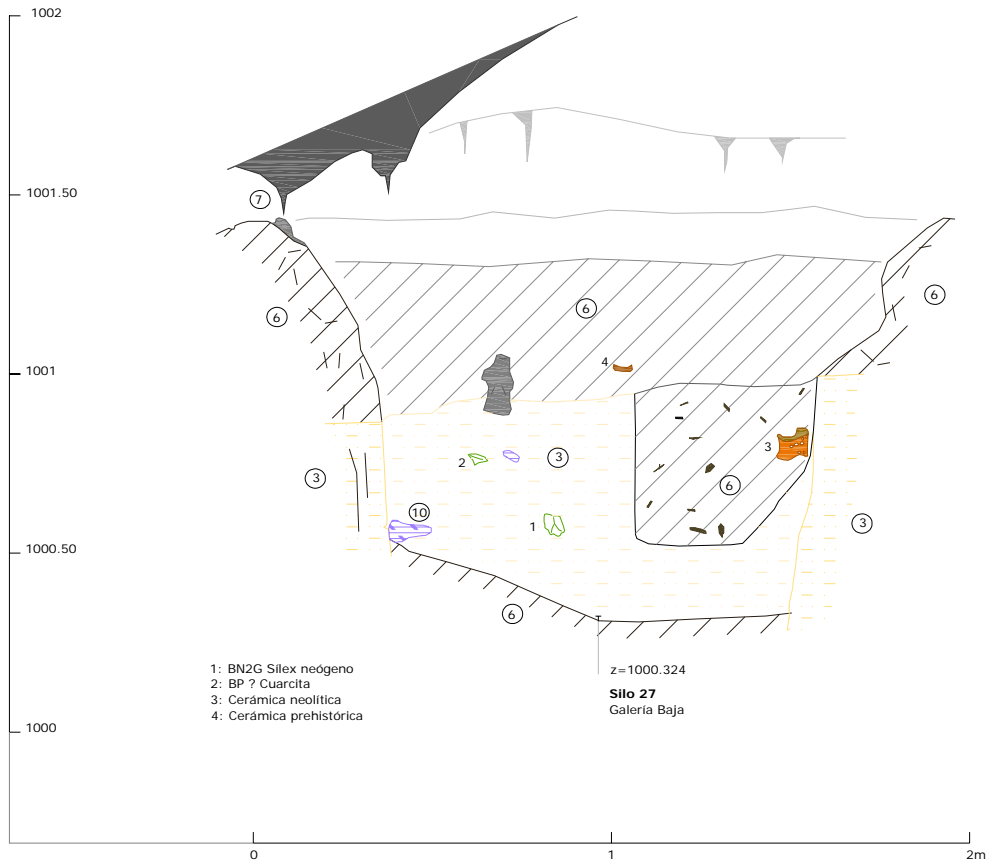 1002
1001.50
7
6
6
6
4
1001
3
6
3
2
3
10
1
3
1000.50
6
1: BN2G Sílex neógeno
2: BP ? Cuarcita
3: Cerámica neolítica
4: Cerámica prehistórica
z=1000.324
Silo 27
Galería Baja
1000
0
1
2m